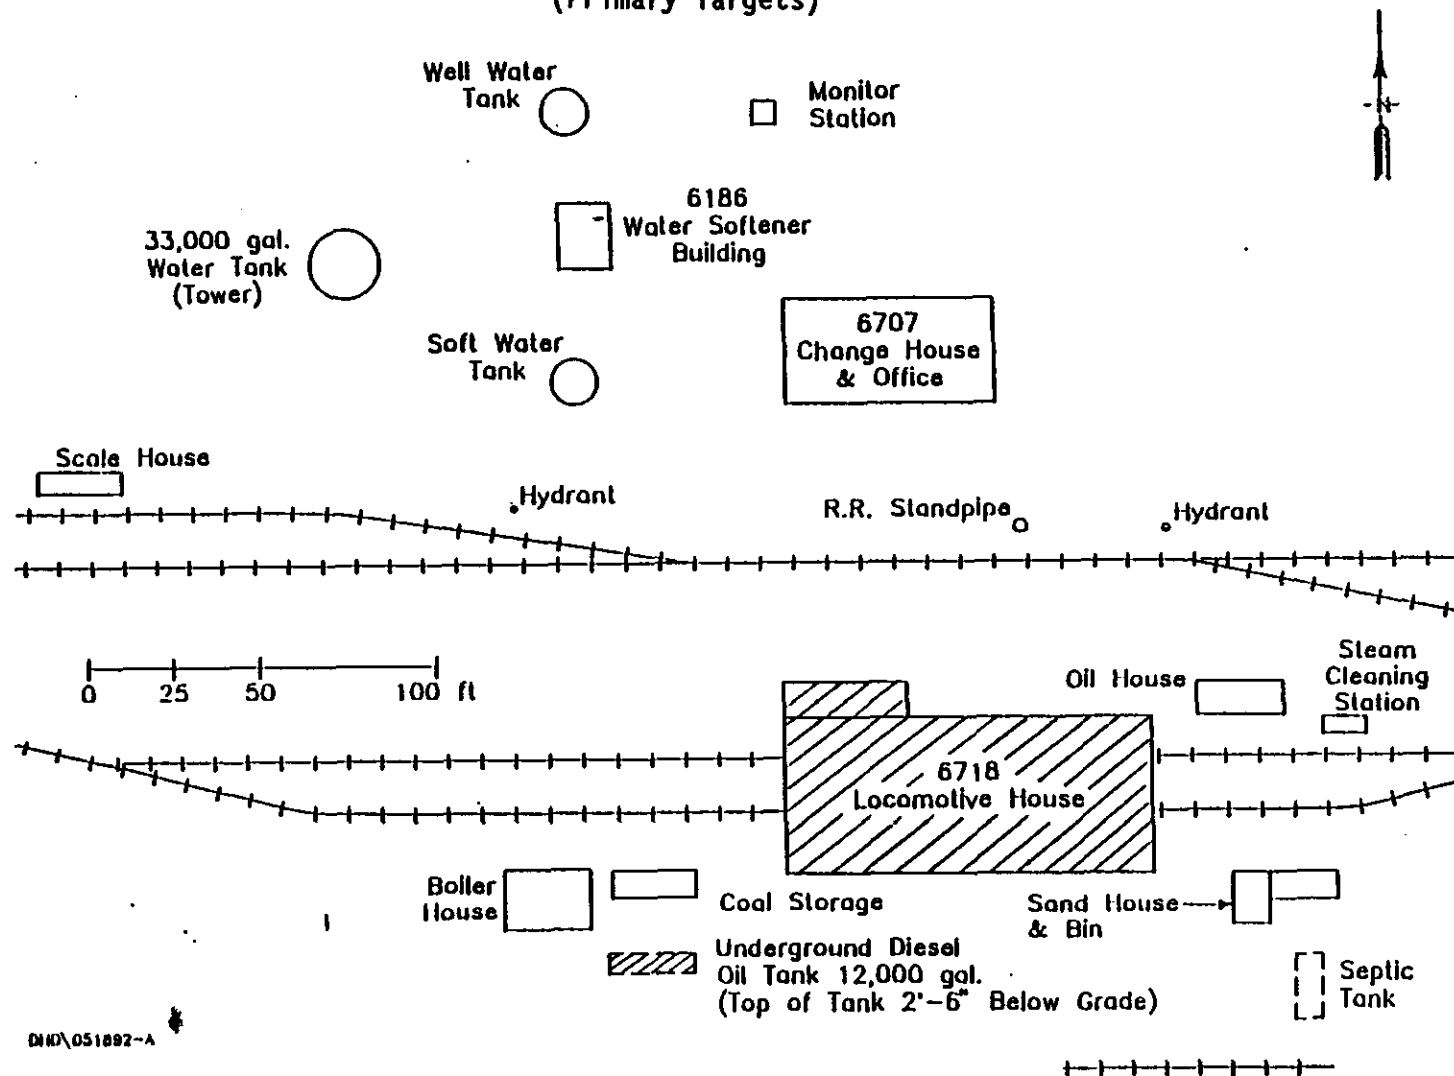 (Primary Targets)
Well Water
Tank
Monitor
Station
N
6186
Water Softener
Building
33,000 gal.
Water Tank
(Tower)
6707
Change House
& Office
Soft Water
Tank
Scale House
Hydrant
R.R. Standpipe
Hydrant
0 25 50 100 ft
Oil House
Steam
Cleaning
Station
6718
Locomotive House
Boiler
House
Coal Storage
Sand House
& Bin
Underground Diesel
Oil Tank 12,000 gal.
(Top of Tank 2'-6" Below Grade)
Septic
Tank
DHD\051892-A